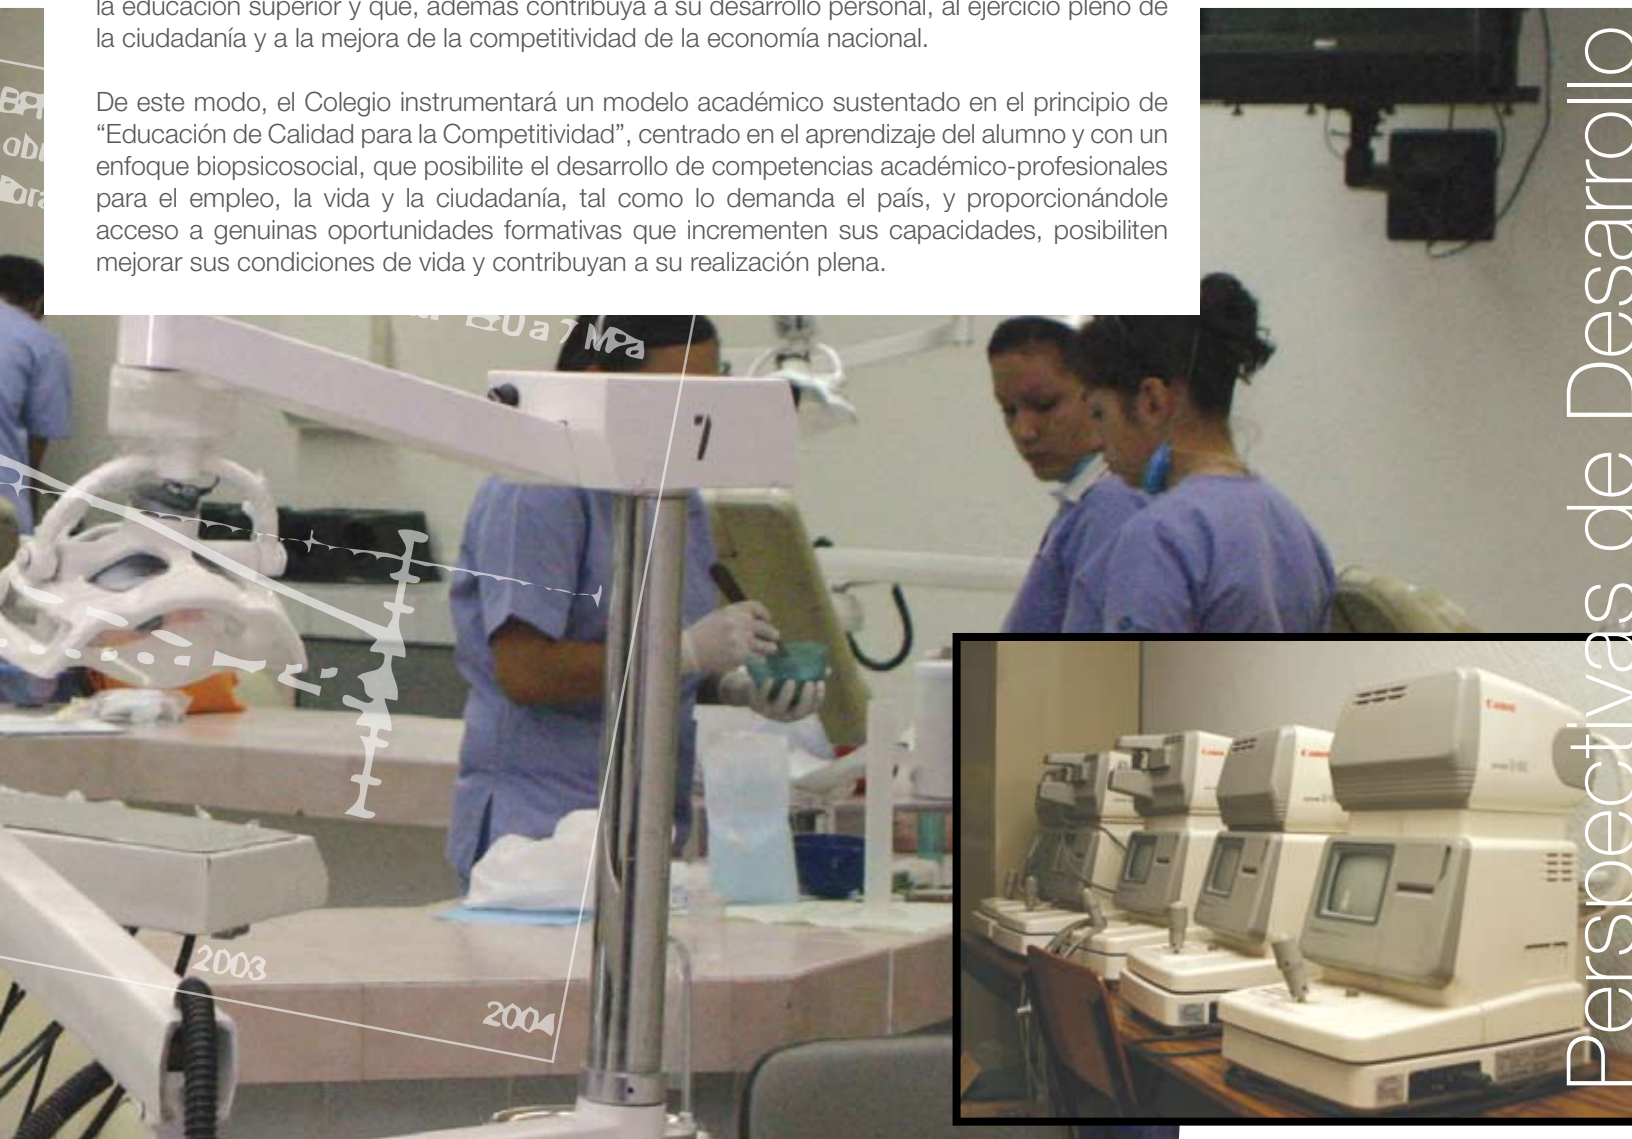 la educación superior y que, además contribuya a su desarrollo personal, al ejercicio pleno de
la ciudadanía y a la mejora de la competitividad de la economía nacional.
De este modo, el Colegio instrumentará un modelo académico sustentado en el principio de
“Educación de Calidad para la Competitividad”, centrado en el aprendizaje del alumno y con un
enfoque biopsicosocial, que posibilite el desarrollo de competencias académico-profesionales
para el empleo, la vida y la ciudadanía, tal como lo demanda el país, y proporcionándole
acceso a genuinas oportunidades formativas que incrementen sus capacidades, posibiliten
mejorar sus condiciones de vida y contribuyan a su realización plena.
a 7 MPa
7
2003
2004
Canon
Canon
Canon
Perspectivas de Desarrollo